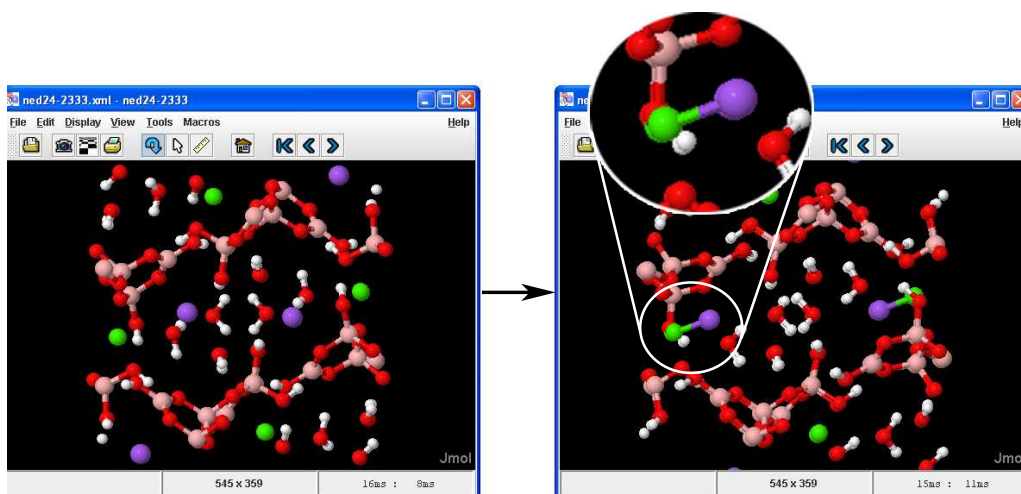 ned24-2333.xml - ned24-2333
File Edit Display View Tools Macros Help
Jmol
545 x 359 16ms : 8ms
File Help
Jmol
545 x 359 15ms : 11ms